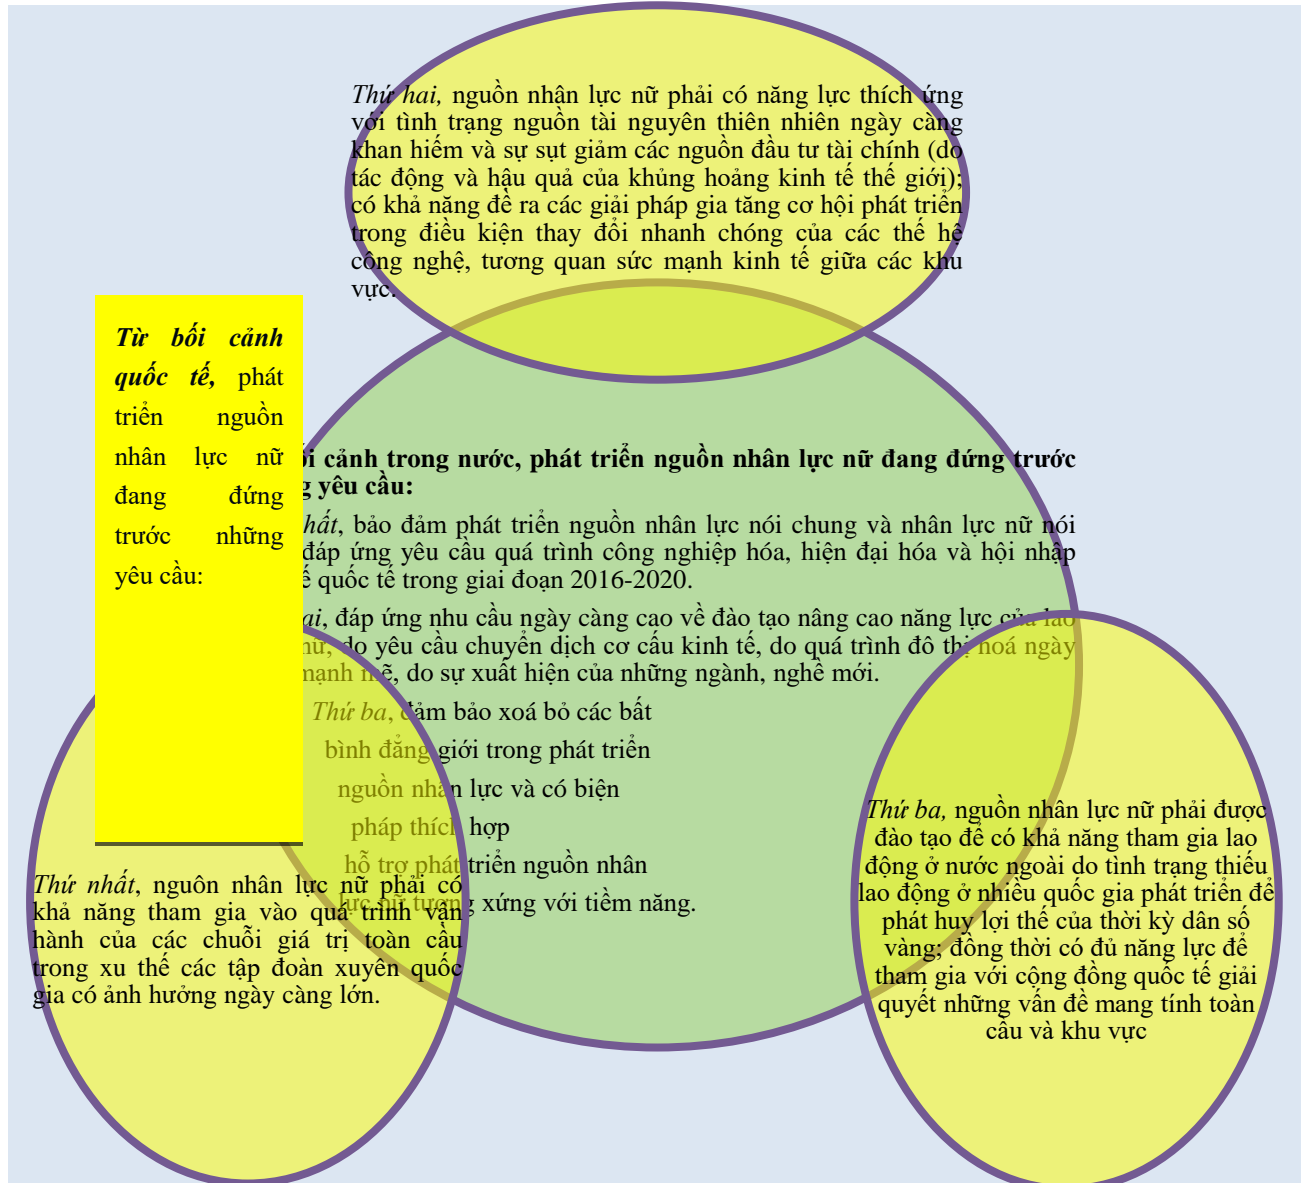 Thứ hai, nguồn nhân lực nữ phải có năng lực thích ứng
với tình trạng nguồn tài nguyên thiên nhiên ngày càng
khan hiếm và sự sụt giảm các nguồn đầu tư tài chính (do
tác động và hậu quả của khủng hoảng kinh tế thế giới);
có khả năng đề ra các giải pháp gia tăng cơ hội phát triển
trong điều kiện thay đổi nhanh chóng của các thế hệ
công nghệ, tương quan sức mạnh kinh tế giữa các khu
vực.
Từ bối cảnh
quốc tế, phát
triển nguồn
nhân lực nữ
đang đứng
trước những
yêu cầu:
cảnh trong nước, phát triển nguồn nhân lực nữ đang đứng trước
yêu cầu:
bảo đảm phát triển nguồn nhân lực nói chung và nhân lực nữ nói
đáp ứng yêu cầu quá trình công nghiệp hóa, hiện đại hóa và hội nhập
quốc tế trong giai đoạn 2016-2020.
đáp ứng nhu cầu ngày càng cao về đào tạo nâng cao năng lực của lao
do yêu cầu chuyển dịch cơ cấu kinh tế, do quá trình đô thị hoá ngày
mạnh mẽ, do sự xuất hiện của những ngành, nghề mới.
Thứ ba, đảm bảo xoá bỏ các bất
bình đẳng giới trong phát triển
nguồn nhân lực và có biện
pháp thích hợp
hỗ trợ phát triển nguồn nhân
lực nữ tương xứng với tiềm năng.
Thứ nhất, nguôn nhân lực nữ phải có
khả năng tham gia vào quá trình vận
hành của các chuỗi giá trị toàn cầu
trong xu thế các tập đoàn xuyên quốc
gia có ảnh hưởng ngày càng lớn.
Thứ ba, nguồn nhân lực nữ phải được
đào tạo để có khả năng tham gia lao
động ở nước ngoài do tình trạng thiếu
lao động ở nhiều quốc gia phát triển để
phát huy lợi thế của thời kỳ dân số
vàng; đồng thời có đủ năng lực để
tham gia với cộng đồng quốc tế giải
quyết những vấn đề mang tính toàn
cầu và khu vực